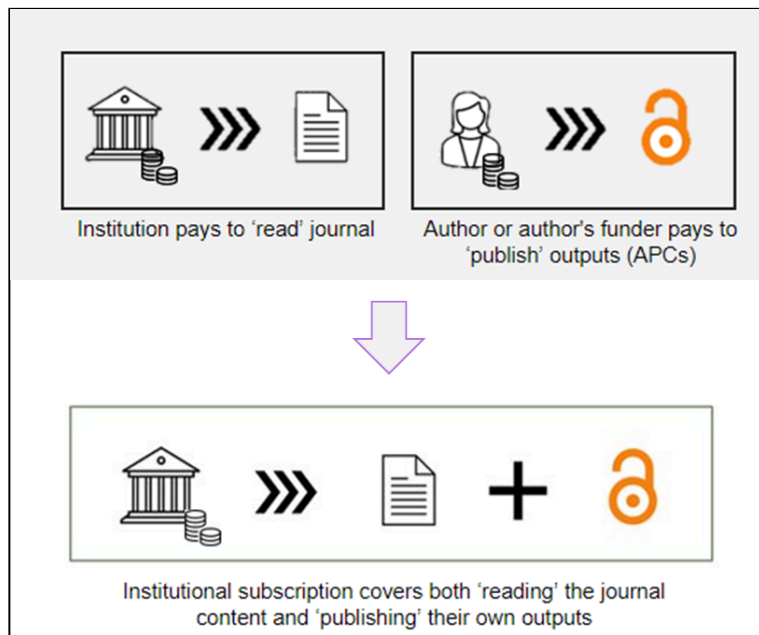 Institution pays to ‘read’ journal
Author or author's funder pays to
‘publish’ outputs (APCs)
Institutional subscription covers both ‘reading’ the journal
content and ‘publishing’ their own outputs